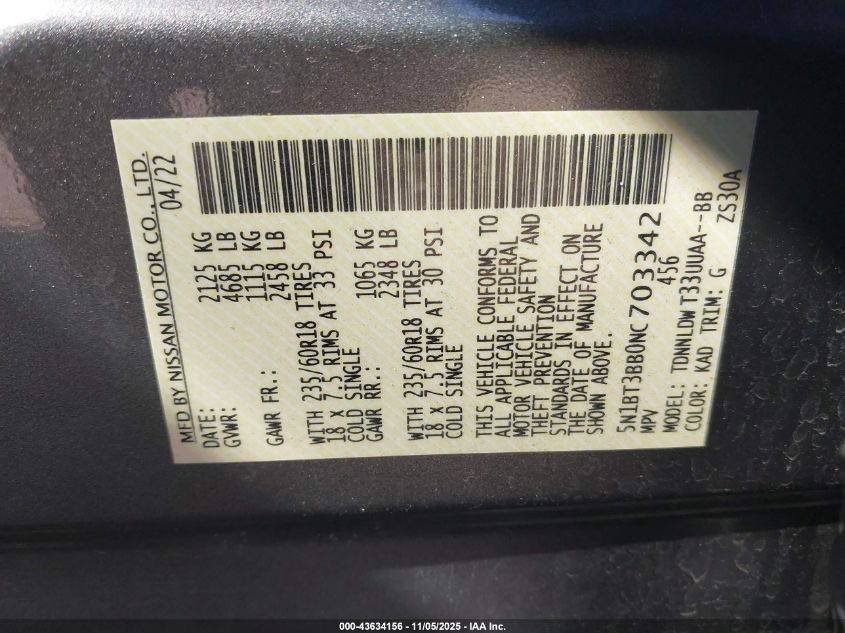 MFD BY NISSAN MOTOR CO., LTD.
DATE: 04/22
GVWR: 2125 KG
4685 LB
GAWR FR.: 1115 KG
2458 LB
WITH 235/60R18 TIRES
18 X 7.5 RIMS AT 33 PSI
COLD SINGLE
GAWR RR.: 1065 KG
2348 LB
WITH 235/60R18 TIRES
18 X 7.5 RIMS AT 30 PSI
COLD SINGLE
THIS VEHICLE CONFORMS TO
ALL APPLICABLE FEDERAL
MOTOR VEHICLE SAFETY AND
THEFT PREVENTION
STANDARDS IN EFFECT ON
THE DATE OF MANUFACTURE
SHOWN ABOVE.
5N1BT3BB0NC703342
MPV 456
MODEL: TDNNLDW T33UUAA--BB
COLOR: KAD TRIM: G ZS30A
000-43634156 - 11/05/2025 - IAA Inc.